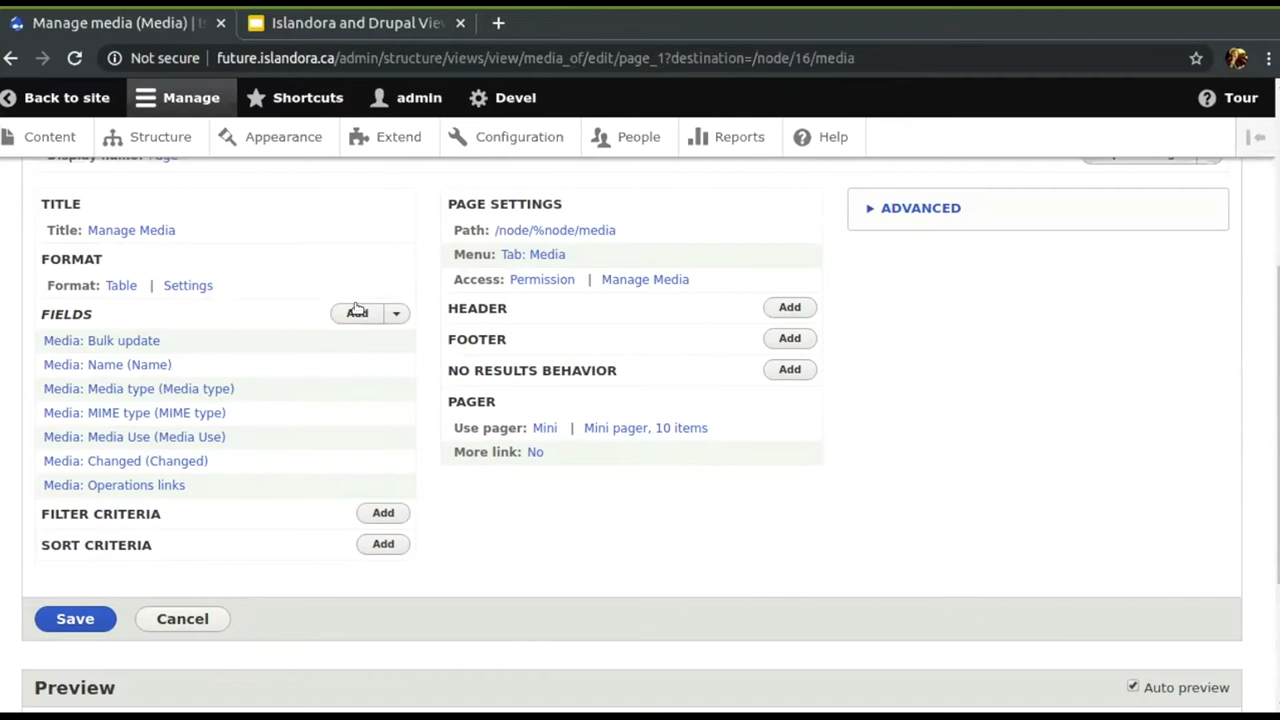 Manage media (Media) | Is
Islandora and Drupal Vie
Not secure | future.islandora.ca/admin/structure/views/view/media_of/edit/page_1?destination=/node/16/media
Back to site Manage Shortcuts admin Devel Tour
Content Structure Appearance Extend Configuration People Reports Help
Display name: Page
TITLE
Title: Manage Media
FORMAT
Format: Table | Settings
FIELDS Add
Media: Bulk update
Media: Name (Name)
Media: Media type (Media type)
Media: MIME type (MIME type)
Media: Media Use (Media Use)
Media: Changed (Changed)
Media: Operations links
FILTER CRITERIA Add
SORT CRITERIA Add
PAGE SETTINGS
Path: /node/%node/media
Menu: Tab: Media
Access: Permission | Manage Media
HEADER Add
FOOTER Add
NO RESULTS BEHAVIOR Add
PAGER
Use pager: Mini | Mini pager, 10 items
More link: No
ADVANCED
Save Cancel
Preview
Auto preview